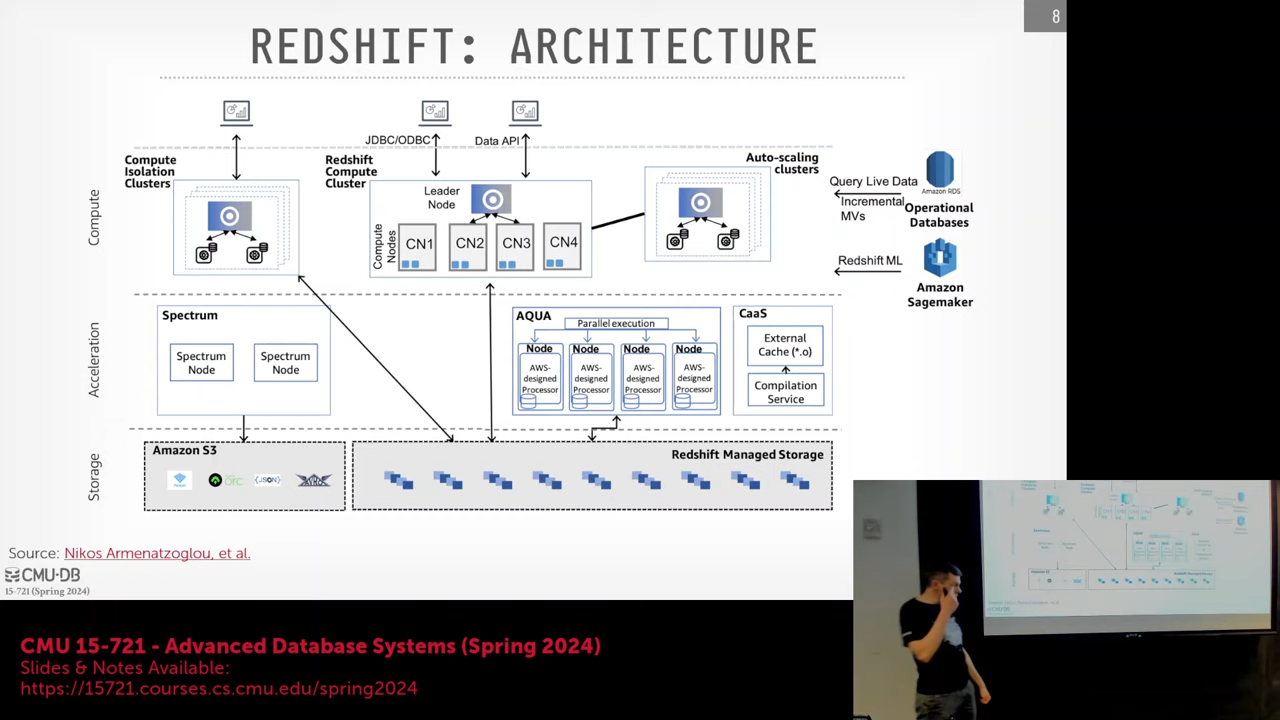 8
REDSHIFT: ARCHITECTURE
JDBC/ODBC
Data API
Compute
Isolation
Clusters
Redshift
Compute
Cluster
Auto-scaling
clusters
Compute
Leader
Node
Compute
Nodes
CN1
CN2
CN3
CN4
Query Live Data
Incremental
MVs
Amazon RDS
Operational
Databases
Redshift ML
Amazon
Sagemaker
Acceleration
Spectrum
Spectrum
Node
Spectrum
Node
AQUA
Parallel execution
Node
AWS-
designed
Processor
Node
AWS-
designed
Processor
Node
AWS-
designed
Processor
Node
AWS-
designed
Processor
CaaS
External
Cache (*.o)
Compilation
Service
Storage
Amazon S3
ORC
{JSON}
Redshift Managed Storage
Source: Nikos Armenatzoglou, et al.
CMU·DB
15-721 (Spring 2024)
CMU 15-721 - Advanced Database Systems (Spring 2024)
Slides & Notes Available:
https://15721.courses.cs.cmu.edu/spring2024